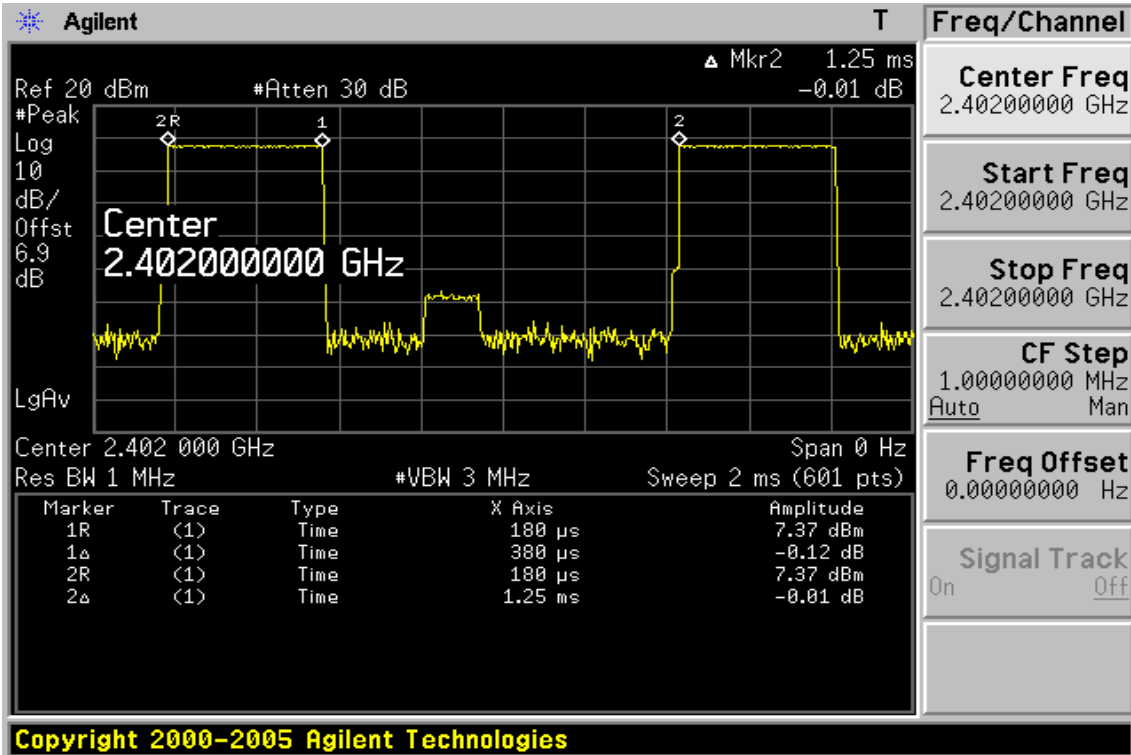 Agilent T
Freq/Channel
Δ Mkr2 1.25 ms
Ref 20 dBm #Atten 30 dB -0.01 dB
#Peak
Log
10
dB/
Offst
6.9
dB
LgAv
2R 1 2
Center
2.402000000 GHz
Center 2.402 000 GHz Span 0 Hz
Res BW 1 MHz #VBW 3 MHz Sweep 2 ms (601 pts)
Marker Trace Type X Axis Amplitude
1R (1) Time 180 µs 7.37 dBm
1Δ (1) Time 380 µs -0.12 dB
2R (1) Time 180 µs 7.37 dBm
2Δ (1) Time 1.25 ms -0.01 dB
Center Freq
2.40200000 GHz
Start Freq
2.40200000 GHz
Stop Freq
2.40200000 GHz
CF Step
1.00000000 MHz
Auto Man
Freq Offset
0.00000000 Hz
Signal Track
On Off
Copyright 2000-2005 Agilent Technologies